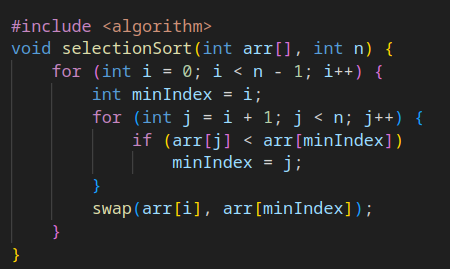 #include <algorithm>
void selectionSort(int arr[], int n) {
    for (int i = 0; i < n - 1; i++) {
        int minIndex = i;
        for (int j = i + 1; j < n; j++) {
            if (arr[j] < arr[minIndex])
                minIndex = j;
        }
        swap(arr[i], arr[minIndex]);
    }
}